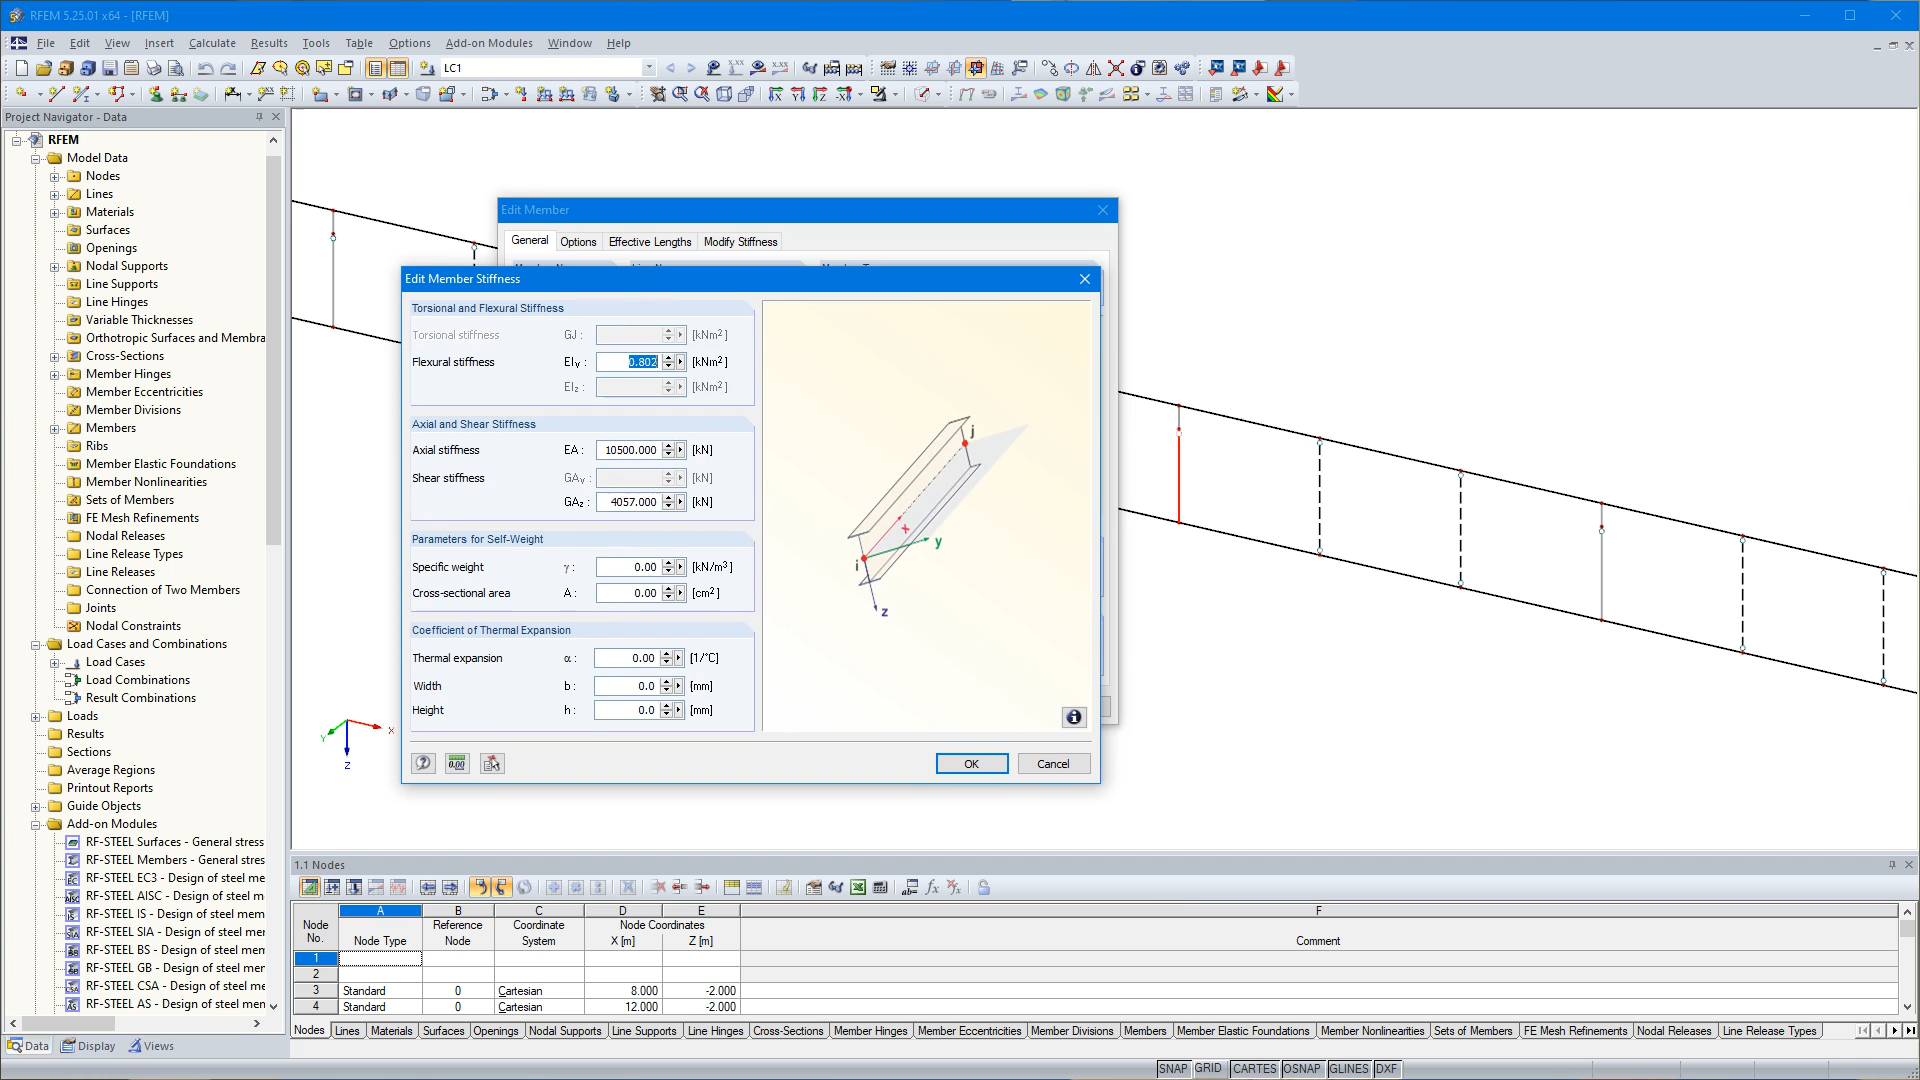 RFEM 5.25.01 x64 - [RFEM]
File Edit View Insert Calculate Results Tools Table Options Add-on Modules Window Help
LC1
Project Navigator - Data
RFEM
Model Data
Nodes
Lines
Materials
Surfaces
Openings
Nodal Supports
Line Supports
Line Hinges
Variable Thicknesses
Orthotropic Surfaces and Membra
Cross-Sections
Member Hinges
Member Eccentricities
Member Divisions
Members
Ribs
Member Elastic Foundations
Member Nonlinearities
Sets of Members
FE Mesh Refinements
Nodal Releases
Line Release Types
Line Releases
Connection of Two Members
Joints
Nodal Constraints
Load Cases and Combinations
Load Cases
Load Combinations
Result Combinations
Loads
Results
Sections
Average Regions
Printout Reports
Guide Objects
Add-on Modules
RF-STEEL Surfaces - General stress
RF-STEEL Members - General stres
RF-STEEL EC3 - Design of steel me
RF-STEEL AISC - Design of steel me
RF-STEEL IS - Design of steel mem
RF-STEEL SIA - Design of steel mer
RF-STEEL BS - Design of steel mem
RF-STEEL GB - Design of steel mem
RF-STEEL CSA - Design of steel me
RF-STEEL AS - Design of steel men
Data Display Views
Edit Member
General Options Effective Lengths Modify Stiffness
Edit Member Stiffness
Torsional and Flexural Stiffness
Torsional stiffness GJ : [kNm2]
Flexural stiffness EIy : 0.802 [kNm2]
EIz : [kNm2]
Axial and Shear Stiffness
Axial stiffness EA : 10500.000 [kN]
Shear stiffness GAy : [kN]
GAz : 4057.000 [kN]
Parameters for Self-Weight
Specific weight γ : 0.00 [kN/m3]
Cross-sectional area A : 0.00 [cm2]
Coefficient of Thermal Expansion
Thermal expansion α : 0.00 [1/°C]
Width b : 0.0 [mm]
Height h : 0.0 [mm]
j
x
y
i
z
OK Cancel
X
Y
Z
1.1 Nodes
A B C D E F
Node No. Node Type Reference Node Coordinate System Node Coordinates X [m] Z [m] Comment
1
2
3 Standard 0 Cartesian 8.000 -2.000
4 Standard 0 Cartesian 12.000 -2.000
Nodes Lines Materials Surfaces Openings Nodal Supports Line Supports Line Hinges Cross-Sections Member Hinges Member Eccentricities Member Divisions Members Member Elastic Foundations Member Nonlinearities Sets of Members FE Mesh Refinements Nodal Releases Line Release Types
SNAP GRID CARTES OSNAP GLINES DXF